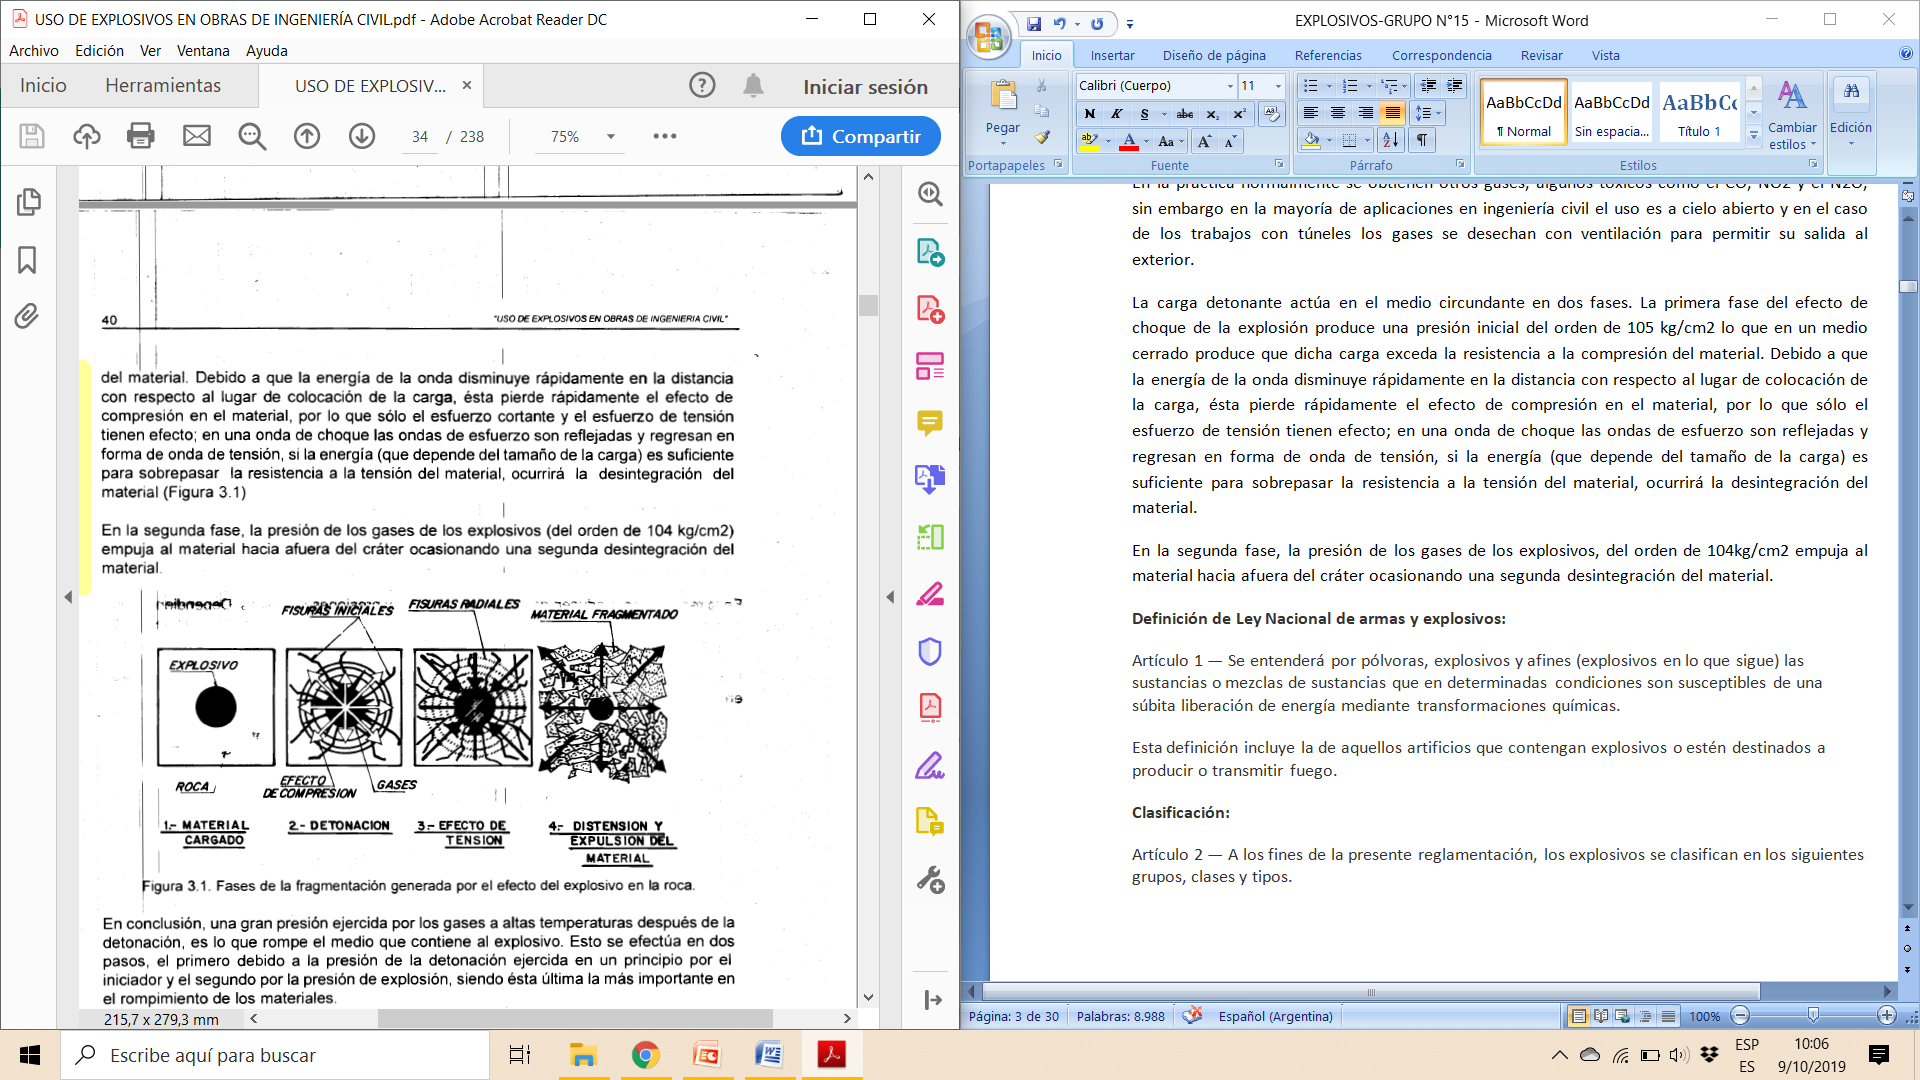 USO DE EXPLOSIVOS EN OBRAS DE INGENIERÍA CIVIL.pdf - Adobe Acrobat Reader DC
Archivo Edición Ver Ventana Ayuda
Inicio Herramientas USO DE EXPLOSIV... × Iniciar sesión
34 / 238 75% Compartir
40 "USO DE EXPLOSIVOS EN OBRAS DE INGENIERIA CIVIL"
del material. Debido a que la energía de la onda disminuye rápidamente en la distancia
con respecto al lugar de colocación de la carga, ésta pierde rápidamente el efecto de
compresión en el material, por lo que sólo el esfuerzo cortante y el esfuerzo de tensión
tienen efecto; en una onda de choque las ondas de esfuerzo son reflejadas y regresan en
forma de onda de tensión, si la energía (que depende del tamaño de la carga) es suficiente
para sobrepasar la resistencia a la tensión del material, ocurrirá la desintegración del
material (Figura 3.1)
En la segunda fase, la presión de los gases de los explosivos (del orden de 104 kg/cm2)
empuja al material hacia afuera del cráter ocasionando una segunda desintegración del
material.
FISURAS INICIALES FISURAS RADIALES MATERIAL FRAGMENTADO
EXPLOSIVO
ROCA EFECTO DE COMPRESION GASES
1.- MATERIAL CARGADO
2.- DETONACION
3.- EFECTO DE TENSION
4.- DISTENSION Y EXPULSION DEL MATERIAL
Figura 3.1. Fases de la fragmentación generada por el efecto del explosivo en la roca.
En conclusión, una gran presión ejercida por los gases a altas temperaturas después de la
detonación, es lo que rompe el medio que contiene al explosivo. Esto se efectúa en dos
pasos, el primero debido a la presión de la detonación ejercida en un principio por el
iniciador y el segundo por la presión de explosión, siendo ésta última la más importante en
el rompimiento de los materiales.
215,7 x 279,3 mm
EXPLOSIVOS-GRUPO N°15 - Microsoft Word
Inicio Insertar Diseño de página Referencias Correspondencia Revisar Vista
Pegar
Portapapeles
Calibri (Cuerpo) 11
N K S abc x₂ x² 
Aa A A
Fuente
Párrafo
AaBbCcDd AaBbCcDd AaBbCc
¶ Normal Sin espacia... Título 1
Estilos
Cambiar estilos
Edición
En la práctica normalmente se obtienen otros gases, algunos tóxicos como el CO, NO2 y el N2O,
sin embargo en la mayoría de aplicaciones en ingeniería civil el uso es a cielo abierto y en el caso
de los trabajos con túneles los gases se desechan con ventilación para permitir su salida al
exterior.
La carga detonante actúa en el medio circundante en dos fases. La primera fase del efecto de
choque de la explosión produce una presión inicial del orden de 105 kg/cm2 lo que en un medio
cerrado produce que dicha carga exceda la resistencia a la compresión del material. Debido a que
la energía de la onda disminuye rápidamente en la distancia con respecto al lugar de colocación de
la carga, ésta pierde rápidamente el efecto de compresión en el material, por lo que sólo el
esfuerzo de tensión tienen efecto; en una onda de choque las ondas de esfuerzo son reflejadas y
regresan en forma de onda de tensión, si la energía (que depende del tamaño de la carga) es
suficiente para sobrepasar la resistencia a la tensión del material, ocurrirá la desintegración del
material.
En la segunda fase, la presión de los gases de los explosivos, del orden de 104kg/cm2 empuja al
material hacia afuera del cráter ocasionando una segunda desintegración del material.
Definición de Ley Nacional de armas y explosivos:
Artículo 1 — Se entenderá por pólvoras, explosivos y afines (explosivos en lo que sigue) las
sustancias o mezclas de sustancias que en determinadas condiciones son susceptibles de una
súbita liberación de energía mediante transformaciones químicas.
Esta definición incluye la de aquellos artificios que contengan explosivos o estén destinados a
producir o transmitir fuego.
Clasificación:
Artículo 2 — A los fines de la presente reglamentación, los explosivos se clasifican en los siguientes
grupos, clases y tipos.
Página: 3 de 30 Palabras: 8.988 Español (Argentina) 100%
Escribe aquí para buscar
ESP
ES
10:06
9/10/2019